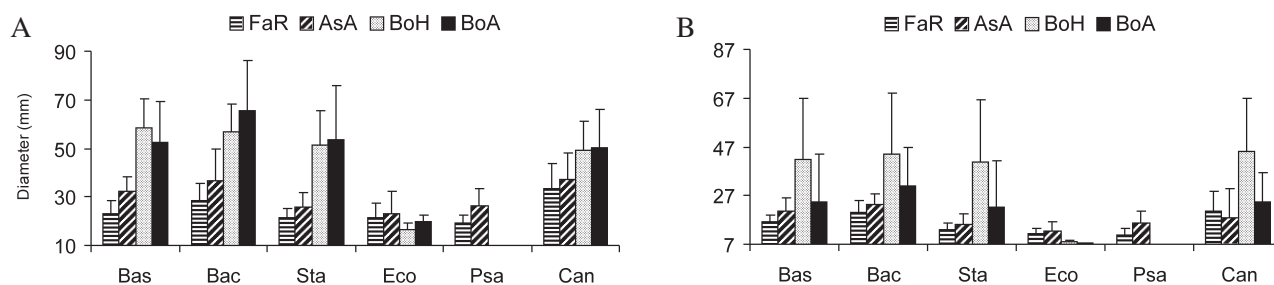 A
FaR AsA BoH BoA
Diameter (mm)
90
70
50
30
10
Bas Bac Sta Eco Psa Can
B
FaR AsA BoH BoA
87
67
47
27
7
Bas Bac Sta Eco Psa Can